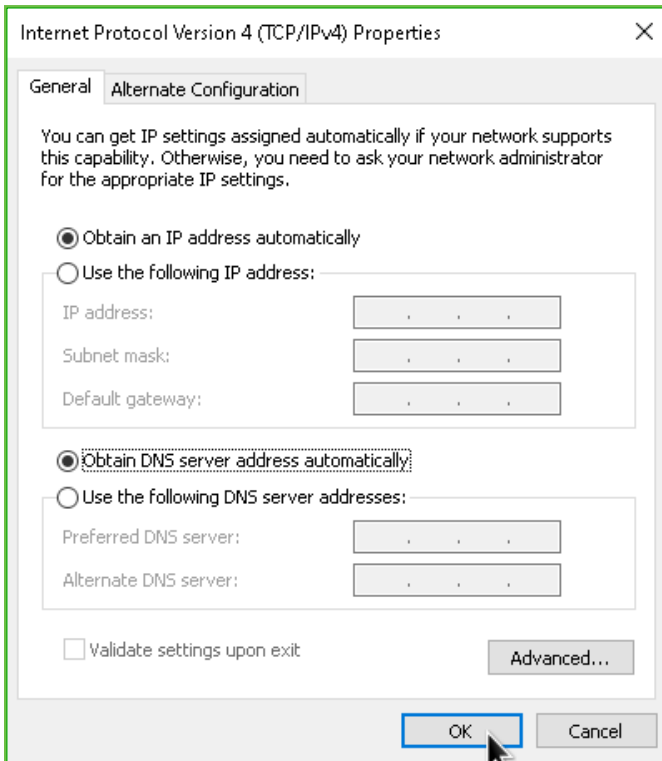 Internet Protocol Version 4 (TCP/IPv4) Properties
General
Alternate Configuration
You can get IP settings assigned automatically if your network supports
this capability. Otherwise, you need to ask your network administrator
for the appropriate IP settings.
Obtain an IP address automatically
Use the following IP address:
IP address:
Subnet mask:
Default gateway:
Obtain DNS server address automatically
Use the following DNS server addresses:
Preferred DNS server:
Alternate DNS server:
Validate settings upon exit
Advanced...
OK
Cancel